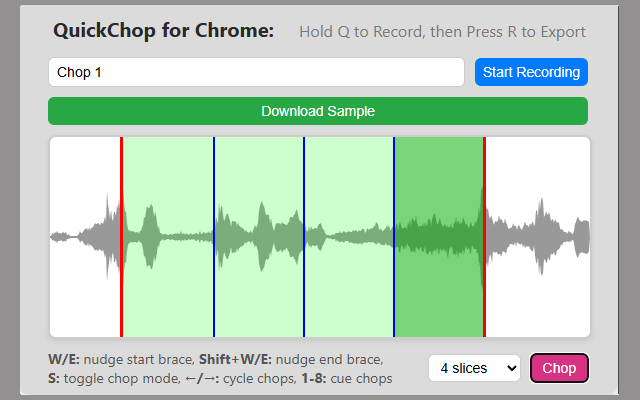 QuickChop for Chrome: Hold Q to Record, then Press R to Export
Chop 1 Start Recording
Download Sample
W/E: nudge start brace, Shift+W/E: nudge end brace,
S: toggle chop mode, ←/→: cycle chops, 1-8: cue chops
4 slices Chop